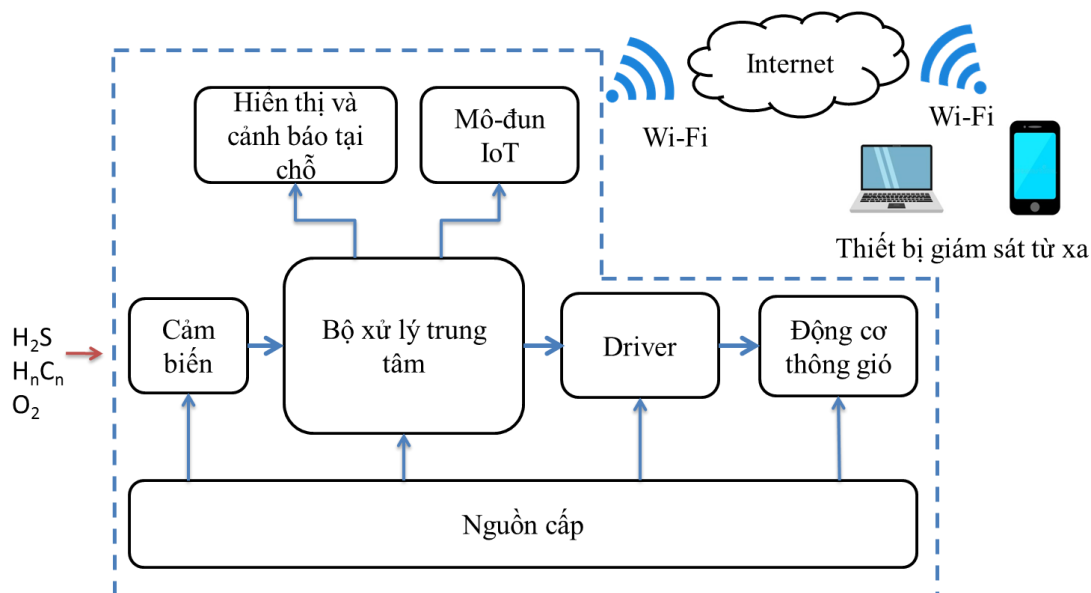 Internet
Wi-Fi
Wi-Fi
Hiên thị và
cảnh báo tại
chỗ
Mô-đun
IoT
Thiết bị giám sát từ xa
H₂S
HₙCₙ
O₂
Cảm
biến
Bộ xử lý trung
tâm
Driver
Động cơ
thông gió
Nguồn cấp